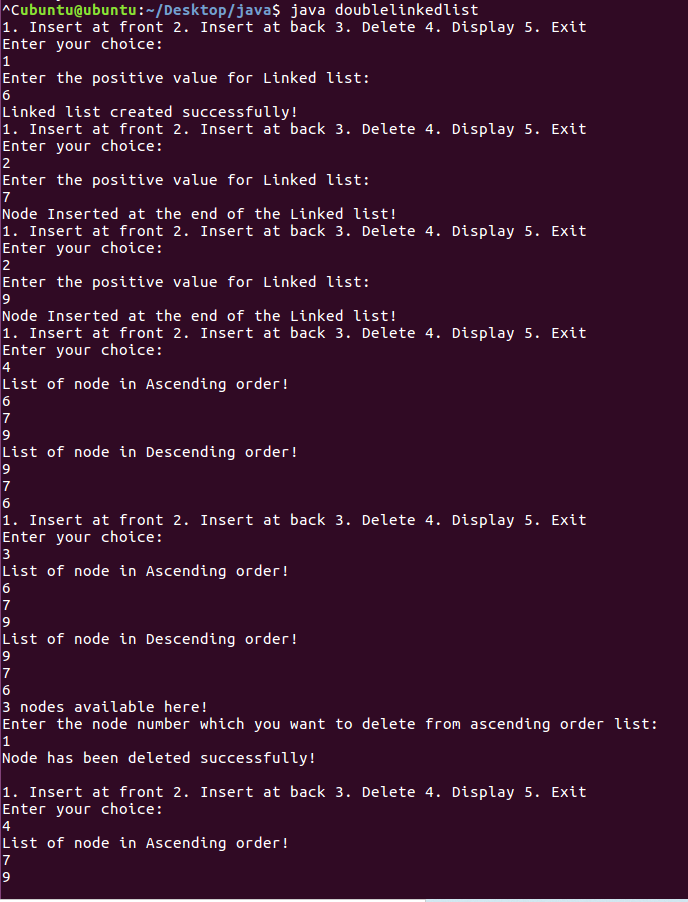 ^Cubuntu@ubuntu:~/Desktop/java$ java doublelinkedlist
1. Insert at front 2. Insert at back 3. Delete 4. Display 5. Exit
Enter your choice:
1
Enter the positive value for Linked list:
6
Linked list created successfully!
1. Insert at front 2. Insert at back 3. Delete 4. Display 5. Exit
Enter your choice:
2
Enter the positive value for Linked list:
7
Node Inserted at the end of the Linked list!
1. Insert at front 2. Insert at back 3. Delete 4. Display 5. Exit
Enter your choice:
2
Enter the positive value for Linked list:
9
Node Inserted at the end of the Linked list!
1. Insert at front 2. Insert at back 3. Delete 4. Display 5. Exit
Enter your choice:
4
List of node in Ascending order!
6
7
9
List of node in Descending order!
9
7
6
1. Insert at front 2. Insert at back 3. Delete 4. Display 5. Exit
Enter your choice:
3
List of node in Ascending order!
6
7
9
List of node in Descending order!
9
7
6
3 nodes available here!
Enter the node number which you want to delete from ascending order list:
1
Node has been deleted successfully!
1. Insert at front 2. Insert at back 3. Delete 4. Display 5. Exit
Enter your choice:
4
List of node in Ascending order!
7
9